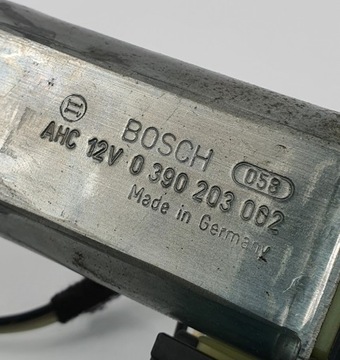 BOSCH 058
AHC 12V 0 390 203 062
Made in Germany